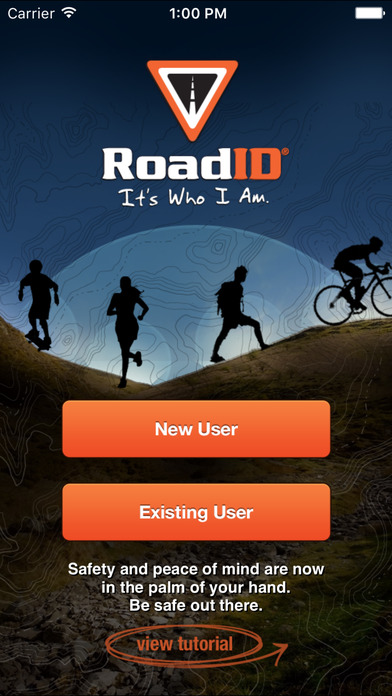 Carrier 1:00 PM
RoadID®
It's Who I Am.
New User
Existing User
Safety and peace of mind are now
in the palm of your hand.
Be safe out there.
view tutorial